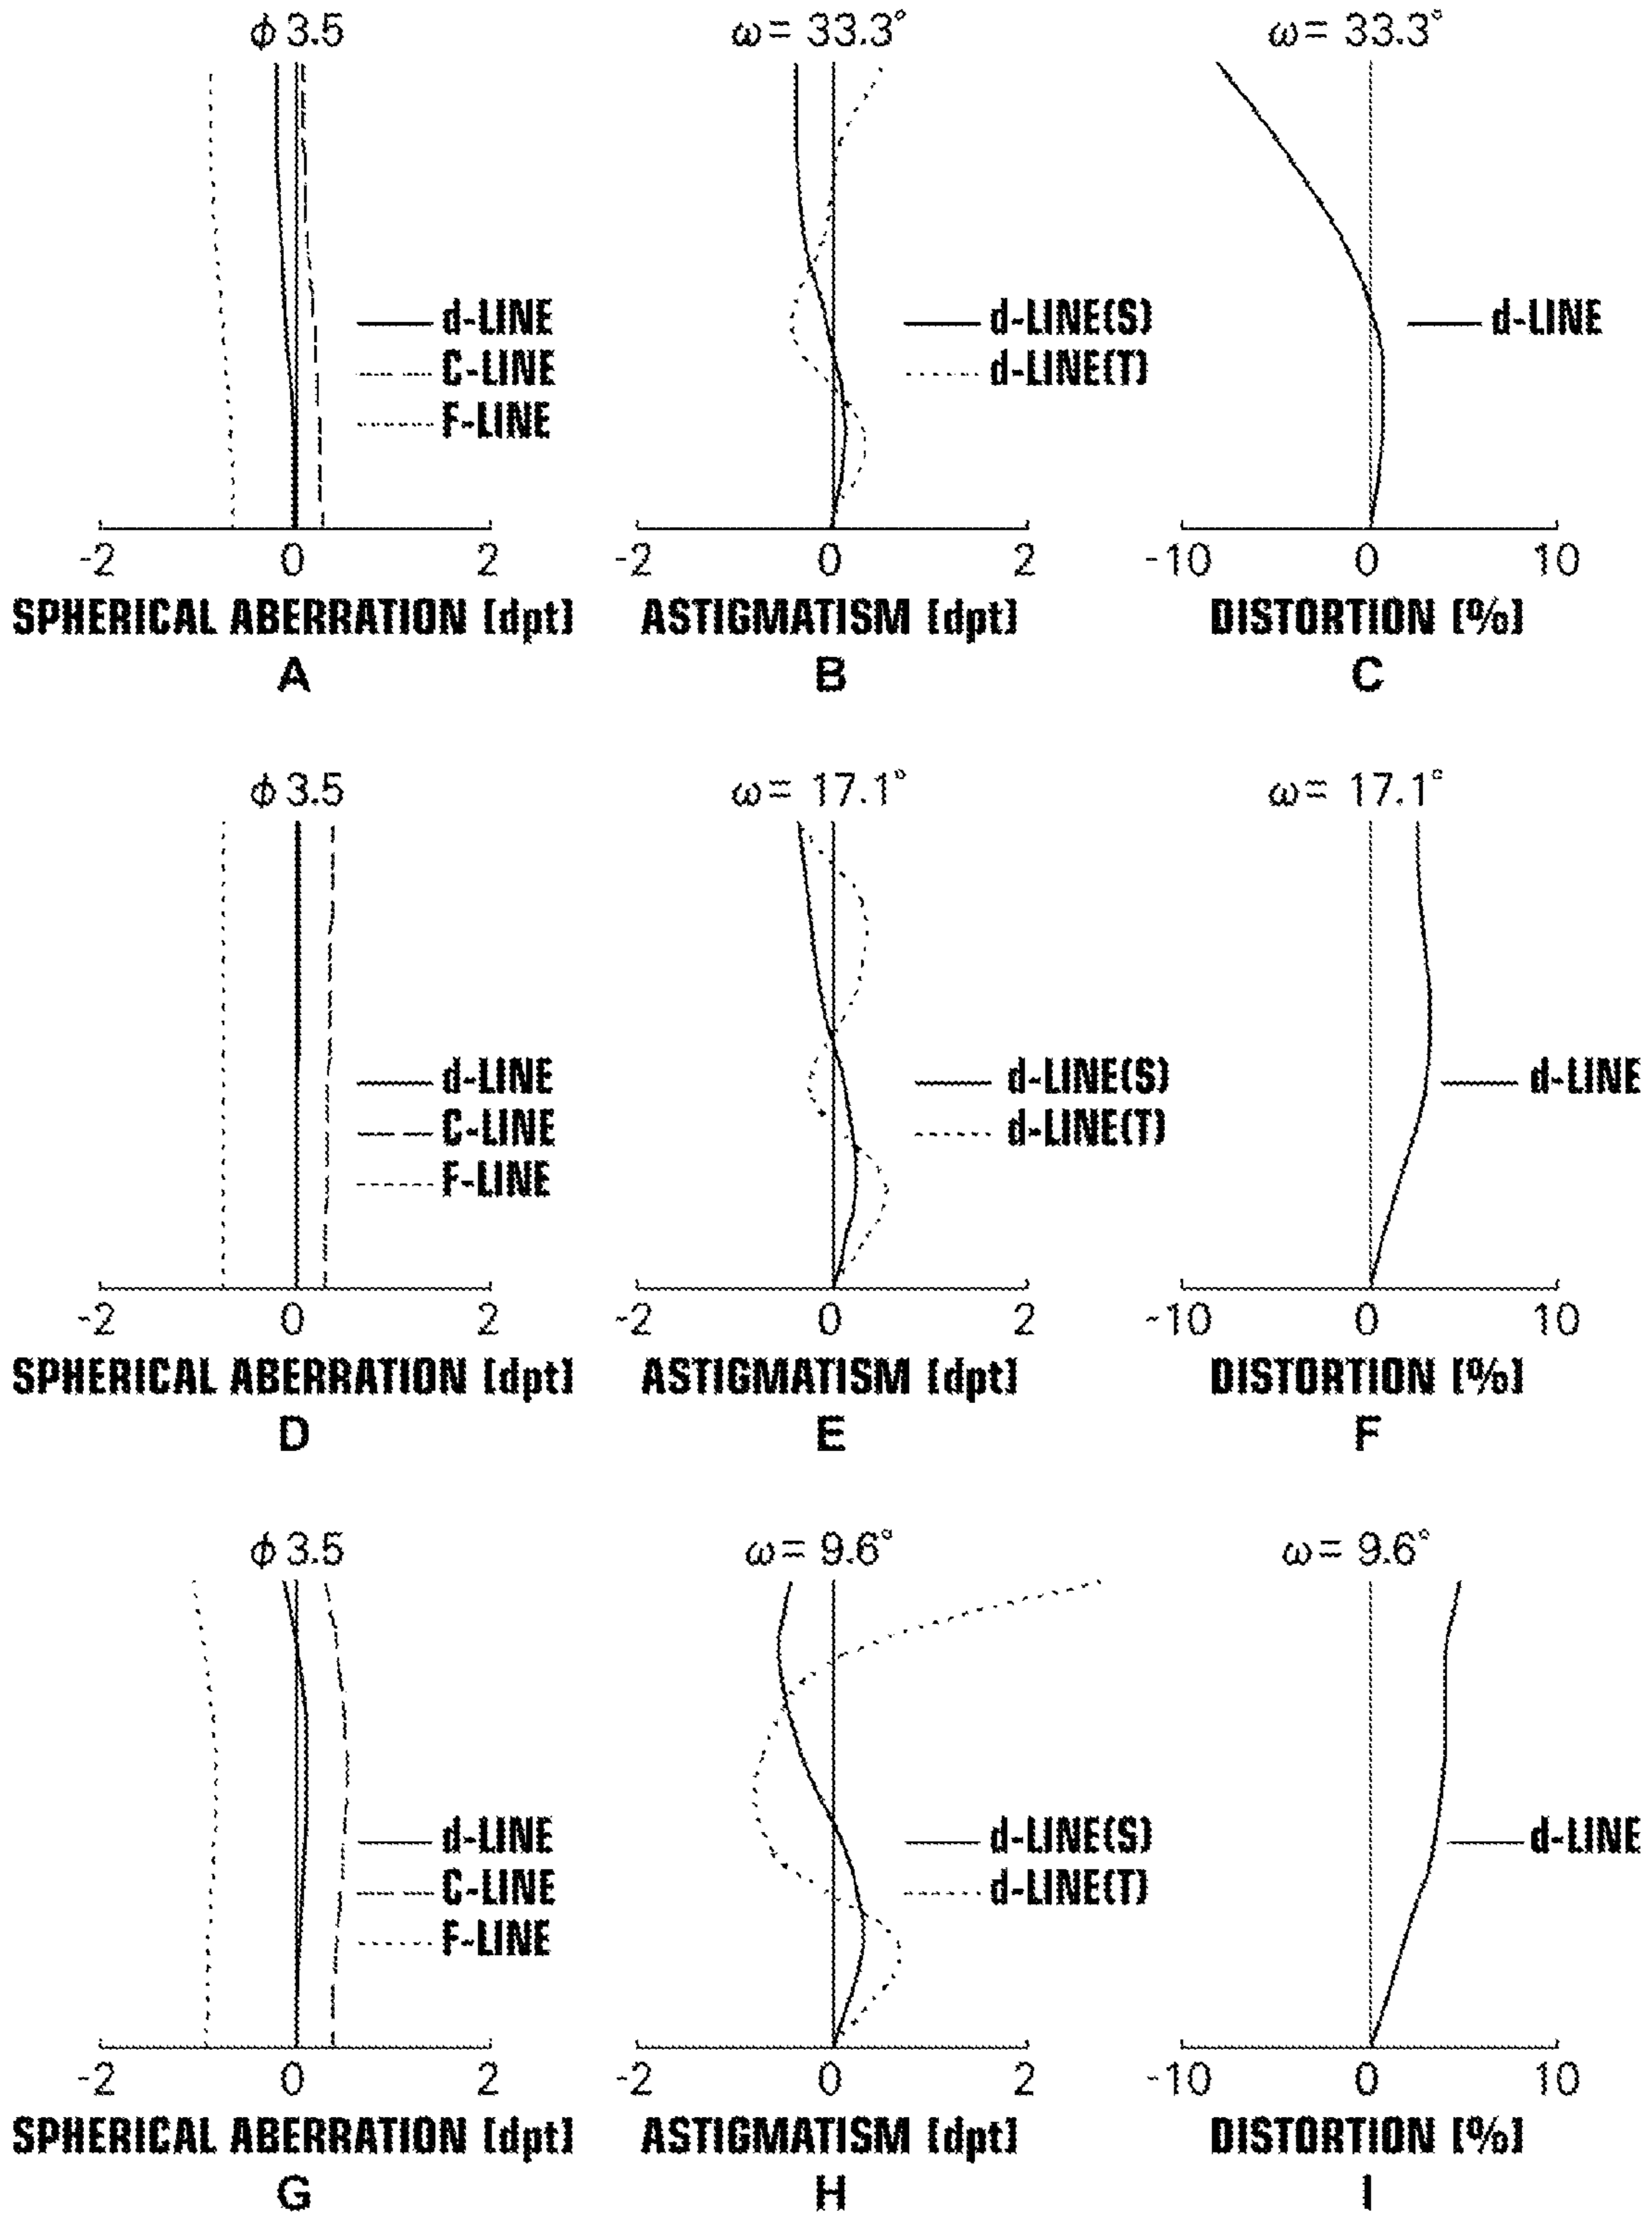 ϕ 3.5
ω = 33.3°
ω = 33.3°
d-LINE
C-LINE
F-LINE
d-LINE(S)
d-LINE(T)
d-LINE
-2 0 2
-2 0 2
-10 0 10
SPHERICAL ABERRATION [dpt]
ASTIGMATISM [dpt]
DISTORTION [%]
A
B
C
ϕ 3.5
ω = 17.1°
ω = 17.1°
d-LINE
C-LINE
F-LINE
d-LINE(S)
d-LINE(T)
d-LINE
-2 0 2
-2 0 2
-10 0 10
SPHERICAL ABERRATION [dpt]
ASTIGMATISM [dpt]
DISTORTION [%]
D
E
F
ϕ 3.5
ω = 9.6°
ω = 9.6°
d-LINE
C-LINE
F-LINE
d-LINE(S)
d-LINE(T)
d-LINE
-2 0 2
-2 0 2
-10 0 10
SPHERICAL ABERRATION [dpt]
ASTIGMATISM [dpt]
DISTORTION [%]
G
H
I